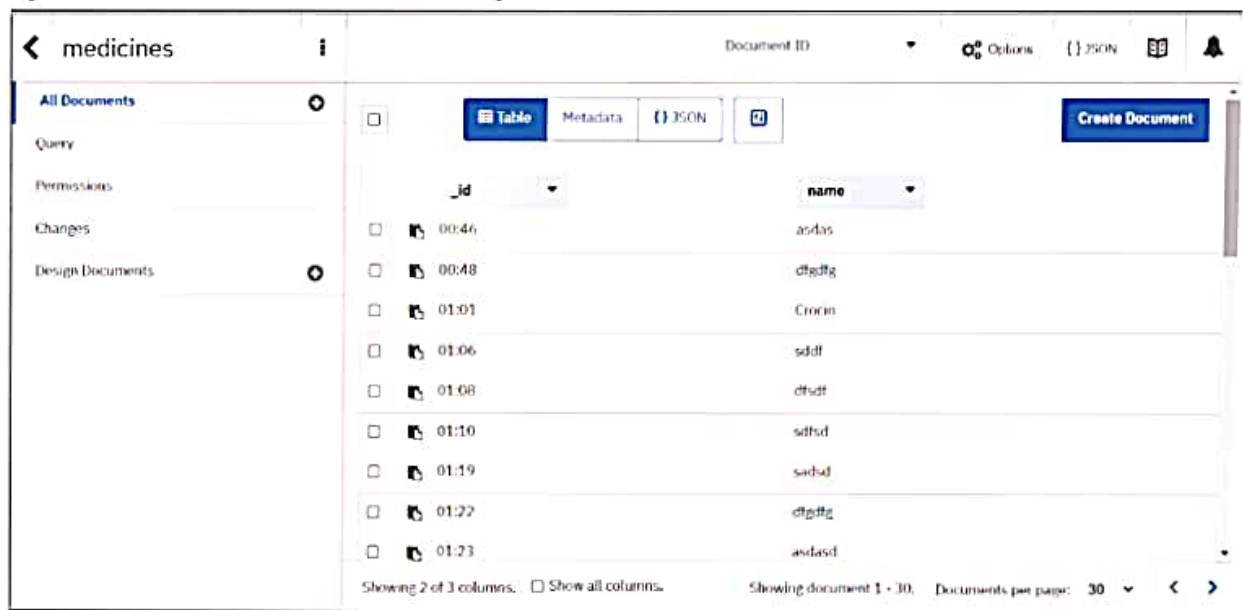 medicines
Document ID
Options
{ } JSON
All Documents
Query
Permissions
Changes
Design Documents
Table
Metadata
{ } JSON
Create Document
_id
name
00:46 asdas
00:48 dfgdfg
01:01 Crocin
01:06 sddf
01:08 dfsdf
01:10 sdfsd
01:19 sadsd
01:22 dfgdfg
01:23 asdasd
Showing 2 of 3 columns.
Show all columns.
Showing document 1 - 30.
Documents per page: 30